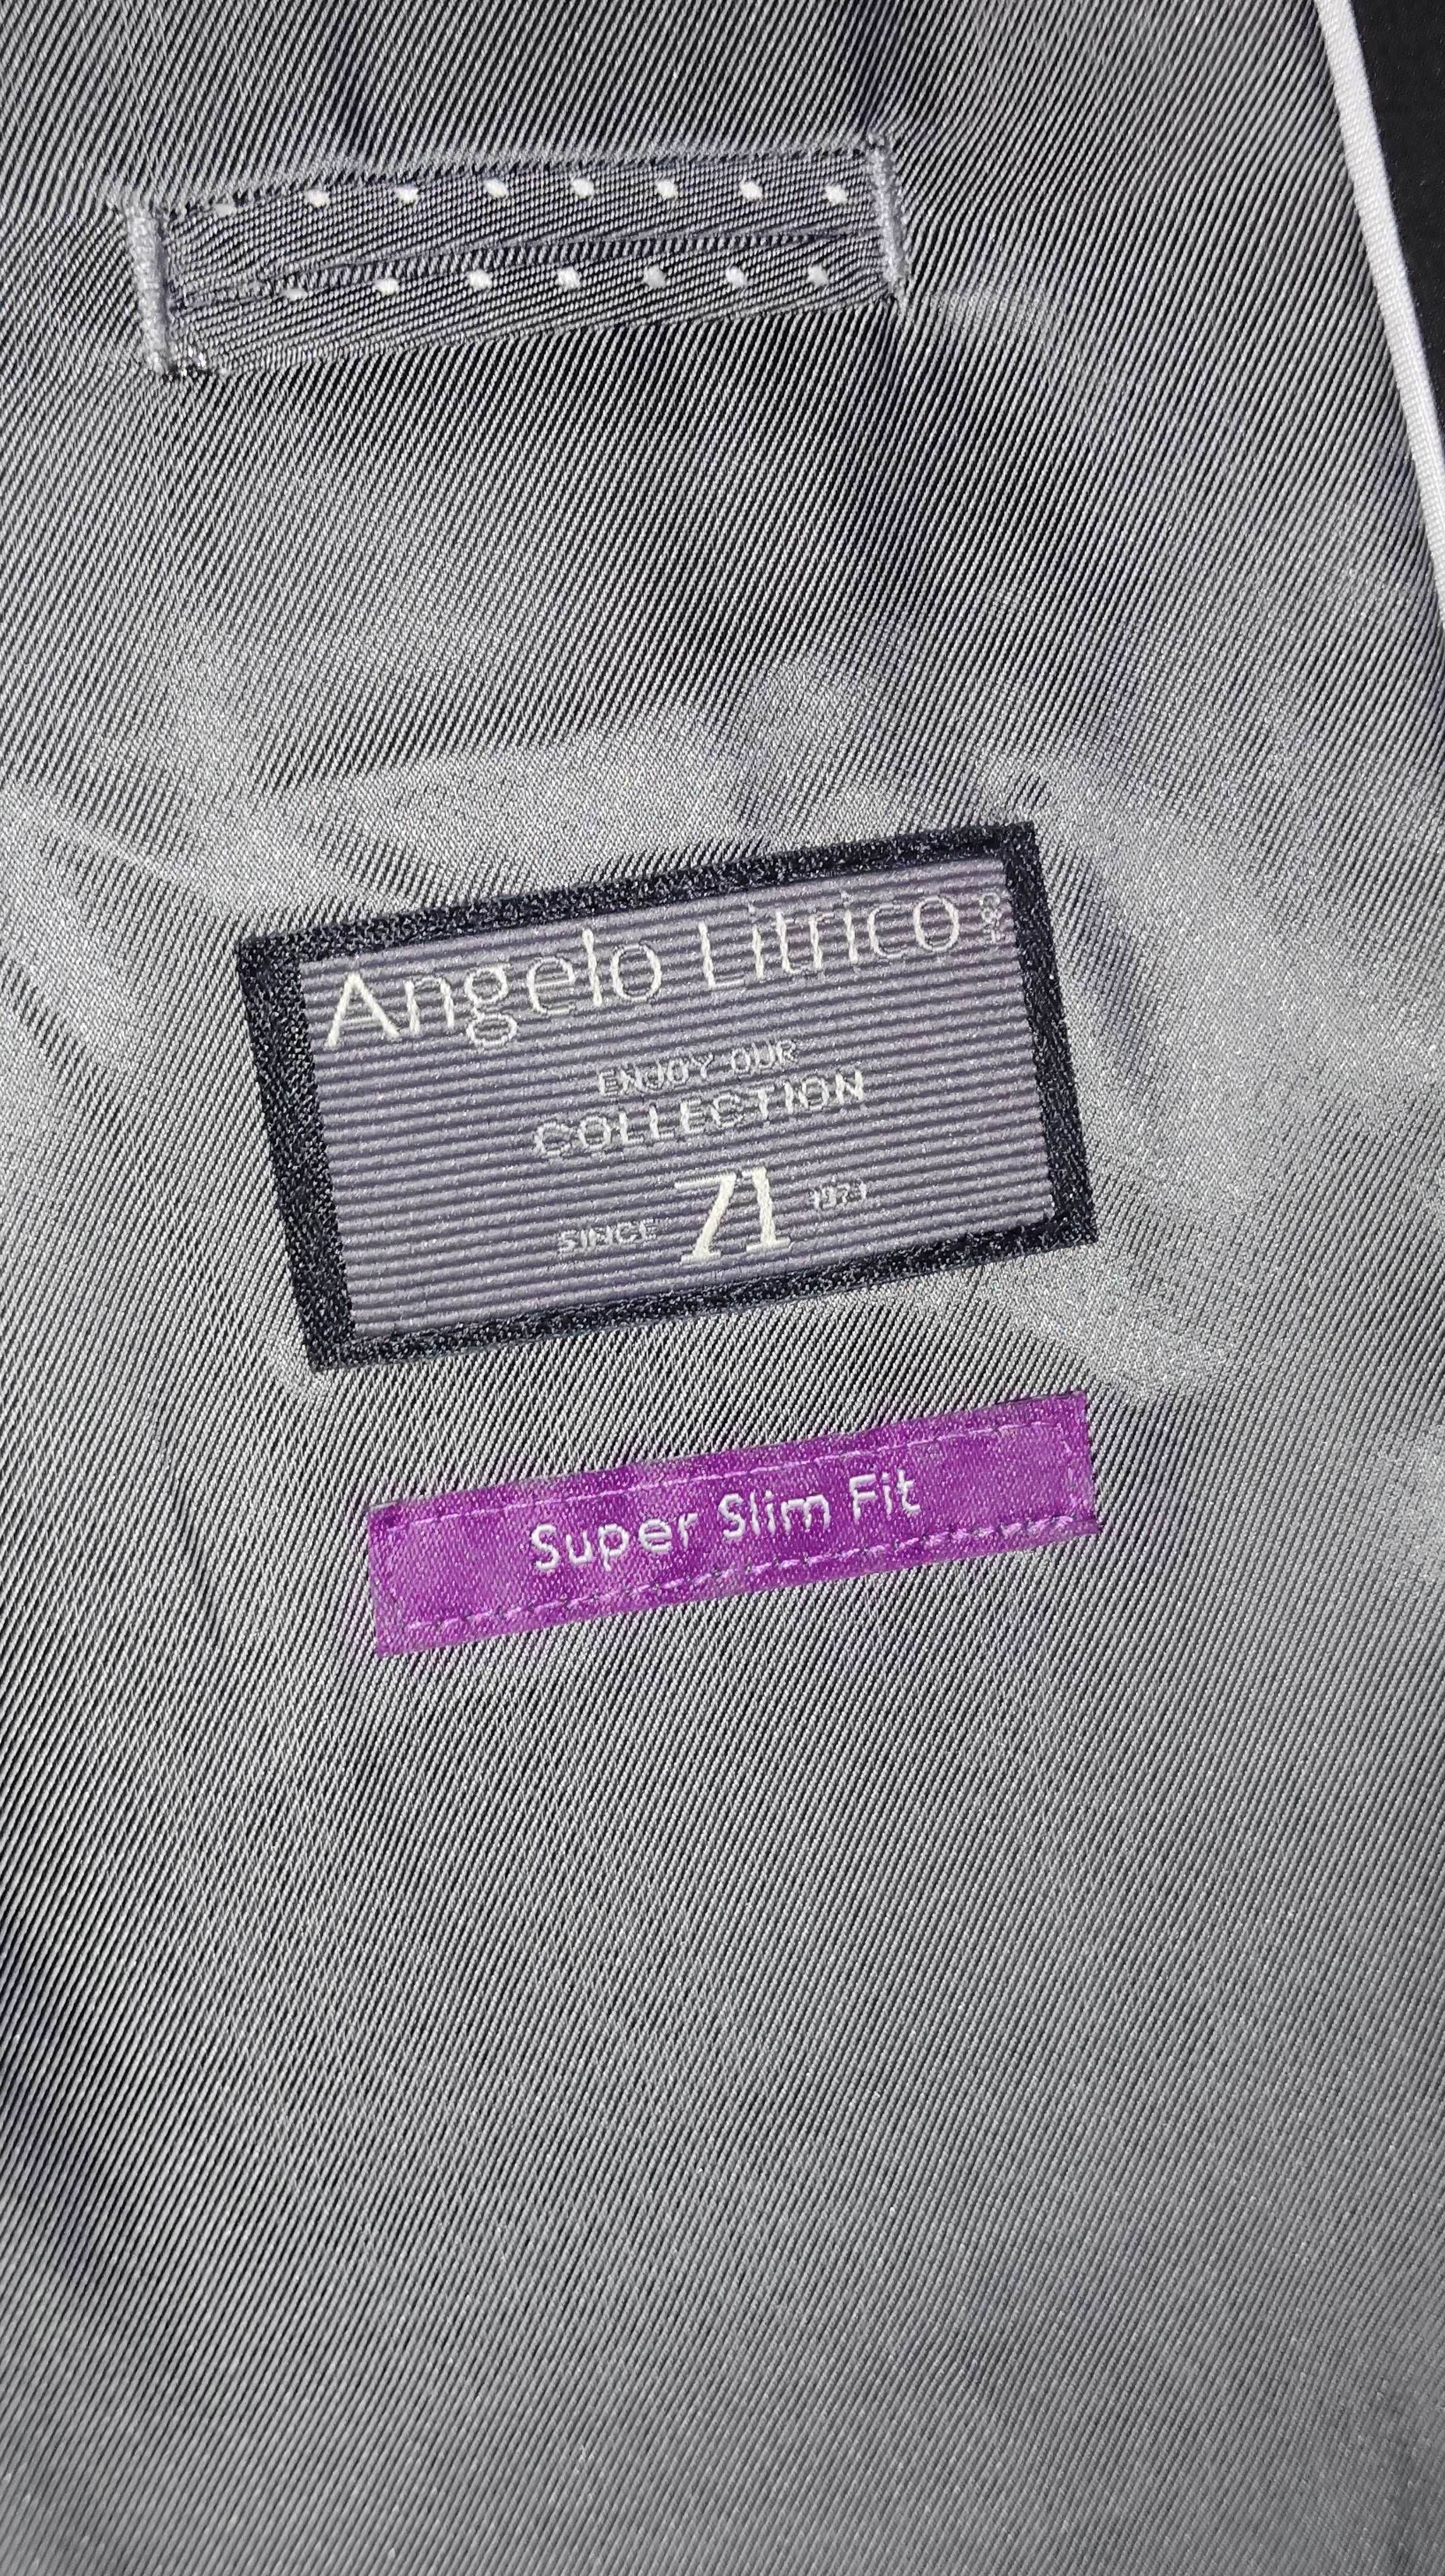 Angelo Litrico C&A
ENJOY OUR
COLLECTION
SINCE 71 1971
Super Slim Fit